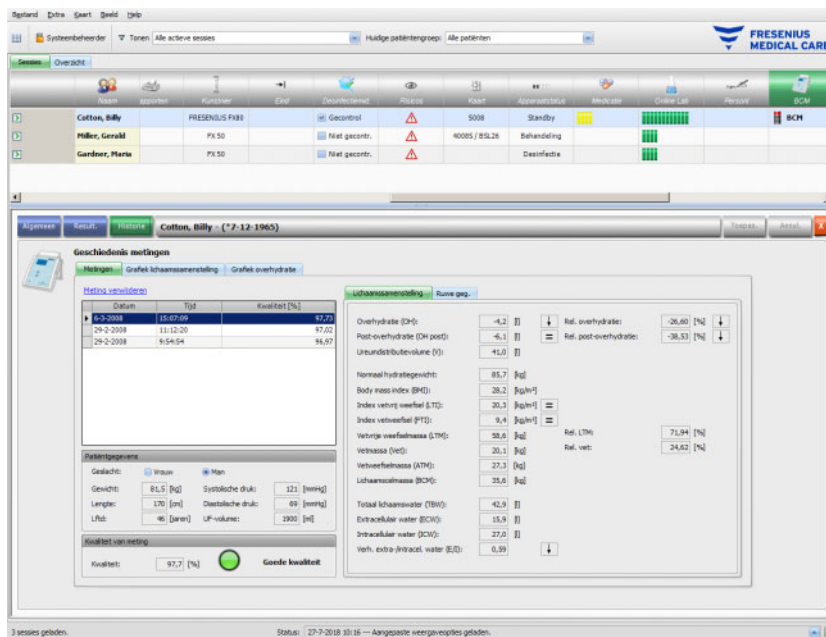 Bestand Extra Kaart Beeld Help
Systeembeheerder Tonen: Alle actieve sessies Huidige patiëntengroep: Alle patiënten
FRESENIUS
MEDICAL CARE
Sessies Overzicht
Naam apporten Kunstnier Eind Desinfectiemid. Risikos Kaart Apparaatstatus Medicatie Online Lab BCM
Cotton, Billy FRESENIUS FX80 Gecontrol 5008 Standby BCM
Miller, Gerald FX 50 Niet gecontr. 4008S / BSL26 Behandeling
Gardner, Maria FX 50 Niet gecontr. Desinfectie
Algemeen Result. Historie Cotton, Billy - (*7-12-1965) Toepas. Annul. X
Geschiedenis metingen
Metingen Grafiek lichaamssamenstelling Grafiek overhydratie
Meting verwijderen
Datum Tijd Kwaliteit [%]
6-3-2008 15:07:09 97,73
29-2-2008 11:12:20 97,02
29-2-2008 9:54:54 96,97
Patiëntgegevens
Geslacht: Vrouw Man
Gewicht: 81,5 [kg] Systolische druk: 121 [mmHg]
Lengte: 170 [cm] Diastolische druk: 69 [mmHg]
Lftd: 46 [jaren] UF-volume: 1900 [ml]
Kwaliteit van meting
Kwaliteit: 97,7 [%] Goede kwaliteit
Lichaamssamenstelling Ruwe geg.
Overhydratie (OH): -4,2 [l] Rel. overhydratie: -26,60 [%]
Post-overhydratie (OH post): -6,1 [l] Rel. post-overhydratie: -38,53 [%]
Ureumdistributievolume (V): 41,0 [l]
Normaal hydratiegewicht: 85,7 [kg]
Body mass index (BMI): 28,2 [kg/m²]
Index vetvrij weefsel (LTI): 20,3 [kg/m²]
Index vetweefsel (FTI): 9,4 [kg/m²]
Vetvrije weefselmassa (LTM): 58,6 [kg] Rel. LTM: 71,94 [%]
Vetmassa (Vet): 20,1 [kg] Rel. vet: 24,62 [%]
Vetweefselmassa (ATM): 27,3 [kg]
Lichaamscelmassa (BCM): 35,6 [kg]
Totaal lichaamswater (TBW): 42,9 [l]
Extracellulair water (ECW): 15,9 [l]
Intracellulair water (ICW): 27,0 [l]
Verh. extra-/intracel. water (E/I): 0,59
3 sessies geladen. Status: 27-7-2018 10:16 --- Aangepaste weergaveopties geladen.